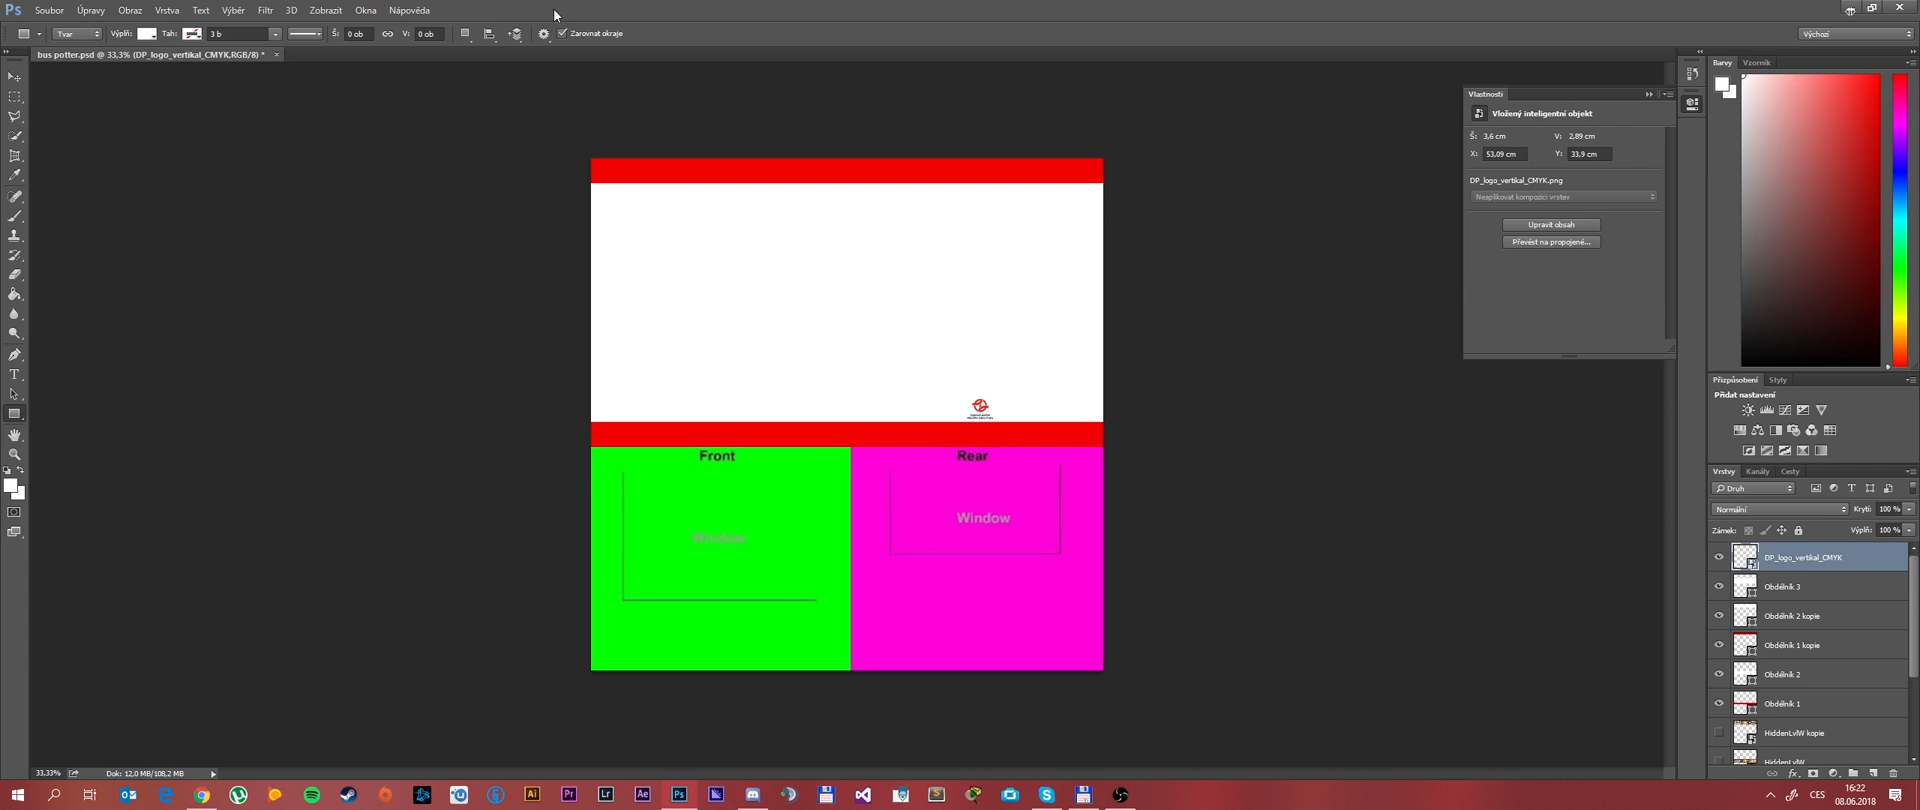 Ps Soubor Úpravy Obraz Vrstva Text Výběr Filtr 3D Zobrazit Okna Nápověda
Tvar Výplň: Tah: 3 b Š: 0 ob V: 0 ob Zarovnat okraje Výchozí
bus potter.psd @ 33,3% (DP_logo_vertikal_CMYK,RGB/8) * ×
Barvy Vzorník
Vlastnosti
Vložený inteligentní objekt
Š: 3,6 cm V: 2,89 cm
X: 53,09 cm Y: 33,9 cm
DP_logo_vertikal_CMYK.png
Neaplikovat kompozici vrstev
Upravit obsah
Převést na propojené...
Přizpůsobení Styly
Přidat nastavení
Front
Rear
Window
Window
Vrstvy Kanály Cesty
Druh
Normální Krytí: 100 %
Zámek: Výplň: 100 %
DP_logo_vertikal_CMYK
Obdélník 3
Obdélník 2 kopie
Obdélník 1 kopie
Obdélník 2
Obdélník 1
HiddenLvlW kopie
HiddenLvlW
33,33% Dok: 12,0 MB/108,2 MB
CES
16:22
08.06.2018